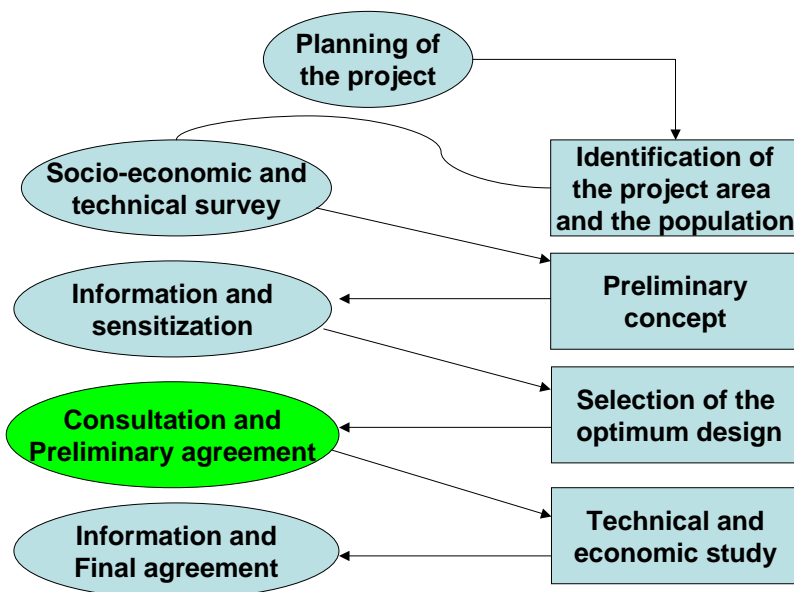 Planning of
the project
Socio-economic and
technical survey
Identification of
the project area
and the population
Information and
sensitization
Preliminary
concept
Consultation and
Preliminary agreement
Selection of the
optimum design
Information and
Final agreement
Technical and
economic study